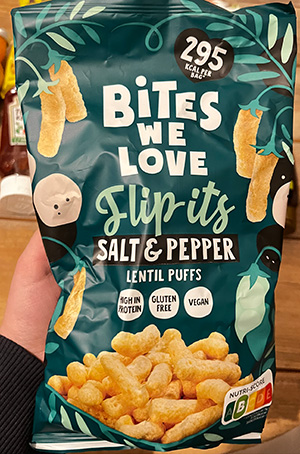 295
KCAL PER
BAG
BiTES
WE
LOVE
Flip-its
SALT & PEPPER
LENTIL PUFFS
HIGH IN
PROTEIN
GLUTEN
FREE
VEGAN
NUTRI-SCORE
A B C D E